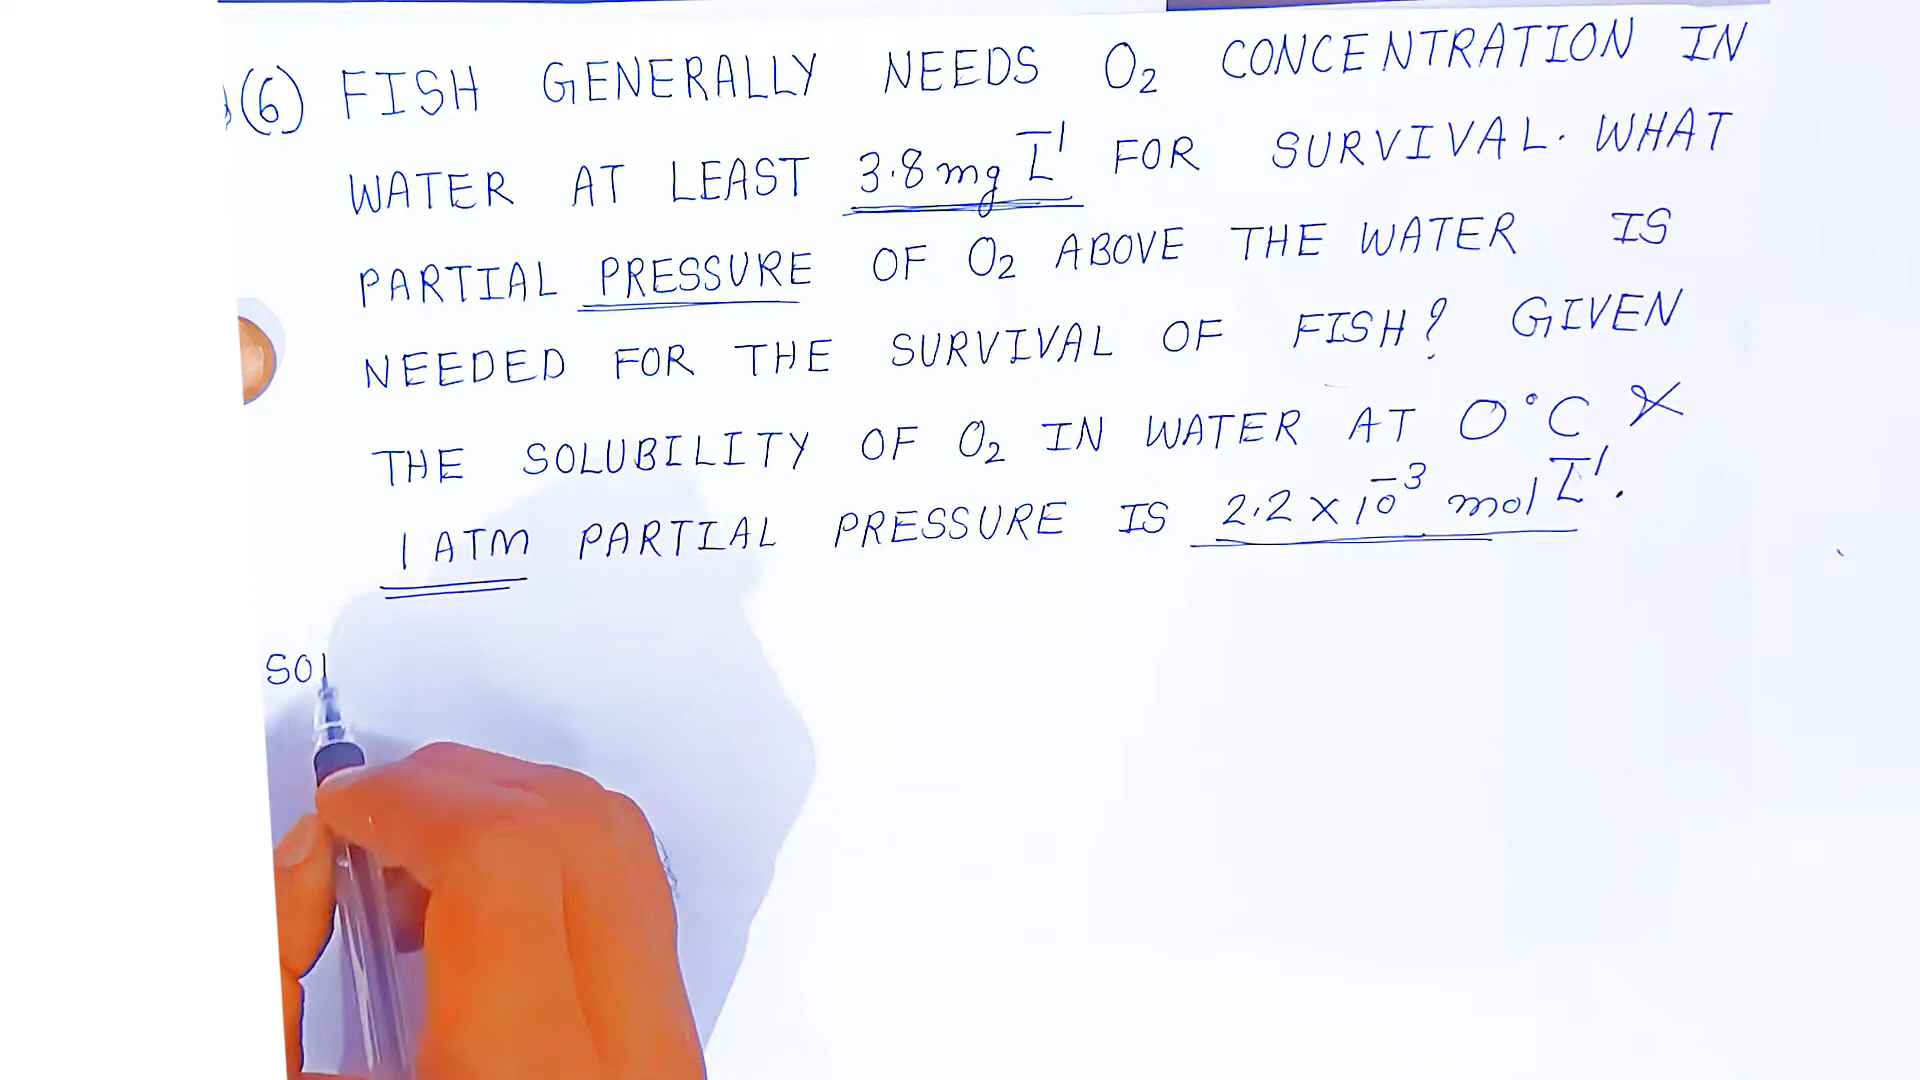 (6) FISH GENERALLY NEEDS O₂ CONCENTRATION IN
WATER AT LEAST 3.8 mg L⁻¹ FOR SURVIVAL. WHAT
PARTIAL PRESSURE OF O₂ ABOVE THE WATER IS
NEEDED FOR THE SURVIVAL OF FISH? GIVEN
THE SOLUBILITY OF O₂ IN WATER AT 0°C &
1 ATM PARTIAL PRESSURE IS 2.2 × 10⁻³ mol L⁻¹.
SOl